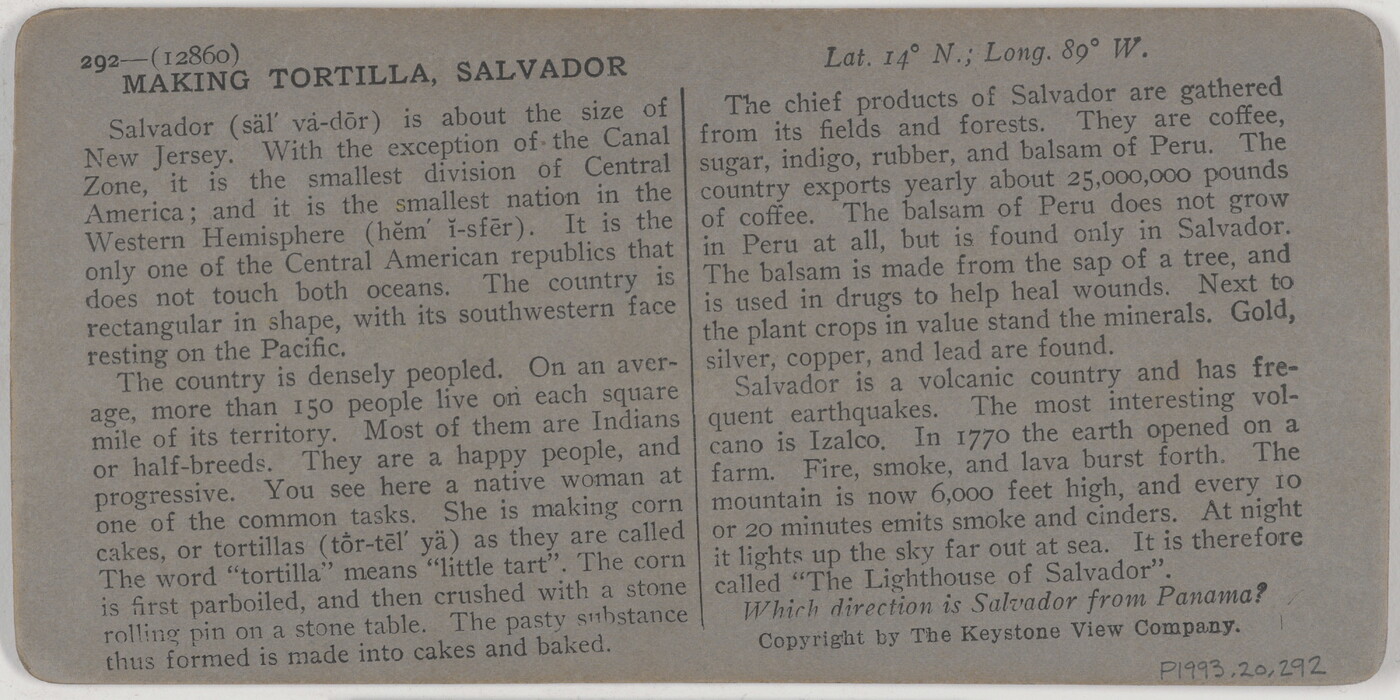 292—(12860)
MAKING TORTILLA, SALVADOR
Salvador (säl′ vȧ-dōr) is about the size of
New Jersey. With the exception of the Canal
Zone, it is the smallest division of Central
America; and it is the smallest nation in the
Western Hemisphere (hĕm′ ĭ-sfēr). It is the
only one of the Central American republics that
does not touch both oceans. The country is
rectangular in shape, with its southwestern face
resting on the Pacific.
The country is densely peopled. On an aver-
age, more than 150 people live on each square
mile of its territory. Most of them are Indians
or half-breeds. They are a happy people, and
progressive. You see here a native woman at
one of the common tasks. She is making corn
cakes, or tortillas (tôr-tēl′ yä) as they are called
The word “tortilla” means “little tart”. The corn
is first parboiled, and then crushed with a stone
rolling pin on a stone table. The pasty substance
thus formed is made into cakes and baked.
Lat. 14° N.; Long. 89° W.
The chief products of Salvador are gathered
from its fields and forests. They are coffee,
sugar, indigo, rubber, and balsam of Peru. The
country exports yearly about 25,000,000 pounds
of coffee. The balsam of Peru does not grow
in Peru at all, but is found only in Salvador.
The balsam is made from the sap of a tree, and
is used in drugs to help heal wounds. Next to
the plant crops in value stand the minerals. Gold,
silver, copper, and lead are found.
Salvador is a volcanic country and has fre-
quent earthquakes. The most interesting vol-
cano is Izalco. In 1770 the earth opened on a
farm. Fire, smoke, and lava burst forth. The
mountain is now 6,000 feet high, and every 10
or 20 minutes emits smoke and cinders. At night
it lights up the sky far out at sea. It is therefore
called “The Lighthouse of Salvador”.
Which direction is Salvador from Panama?
Copyright by The Keystone View Company.
P1993.20.292